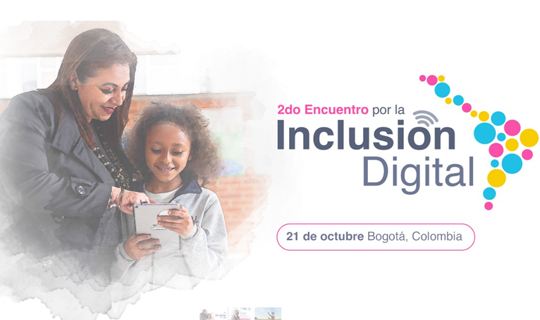 2do Encuentro por la
Inclusión
Digital
21 de octubre Bogotá, Colombia